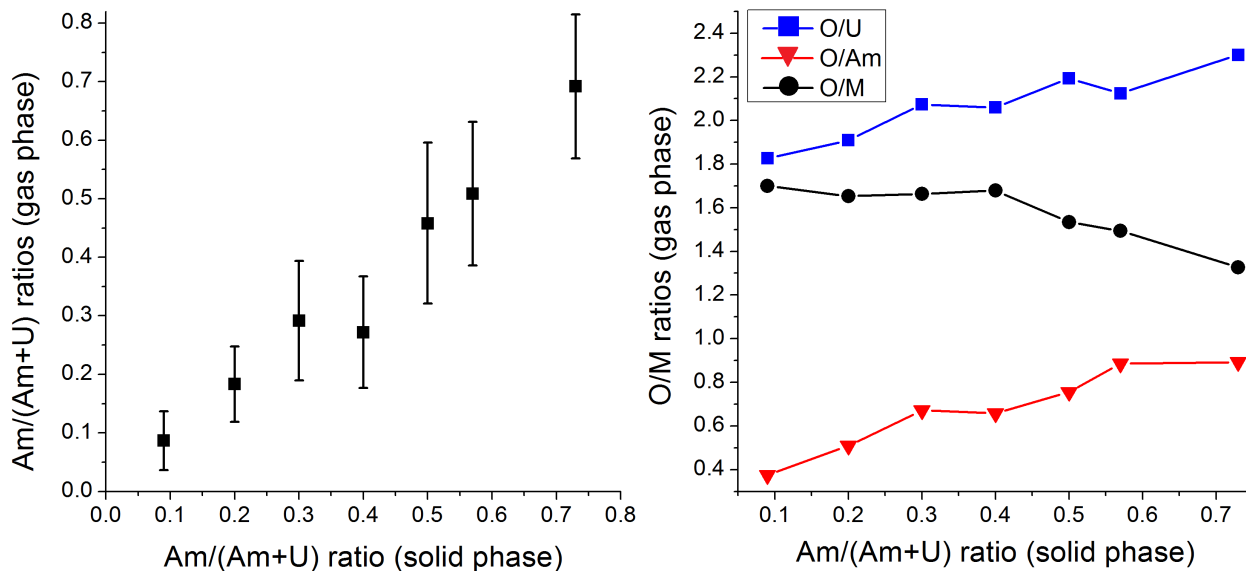 Am/(Am+U) ratios (gas phase)
0.8
0.7
0.6
0.5
0.4
0.3
0.2
0.1
0.0
0.0 0.1 0.2 0.3 0.4 0.5 0.6 0.7 0.8
Am/(Am+U) ratio (solid phase)
O/M ratios (gas phase)
2.4
2.2
2.0
1.8
1.6
1.4
1.2
1.0
0.8
0.6
0.4
O/U
O/Am
O/M
0.1 0.2 0.3 0.4 0.5 0.6 0.7
Am/(Am+U) ratio (solid phase)